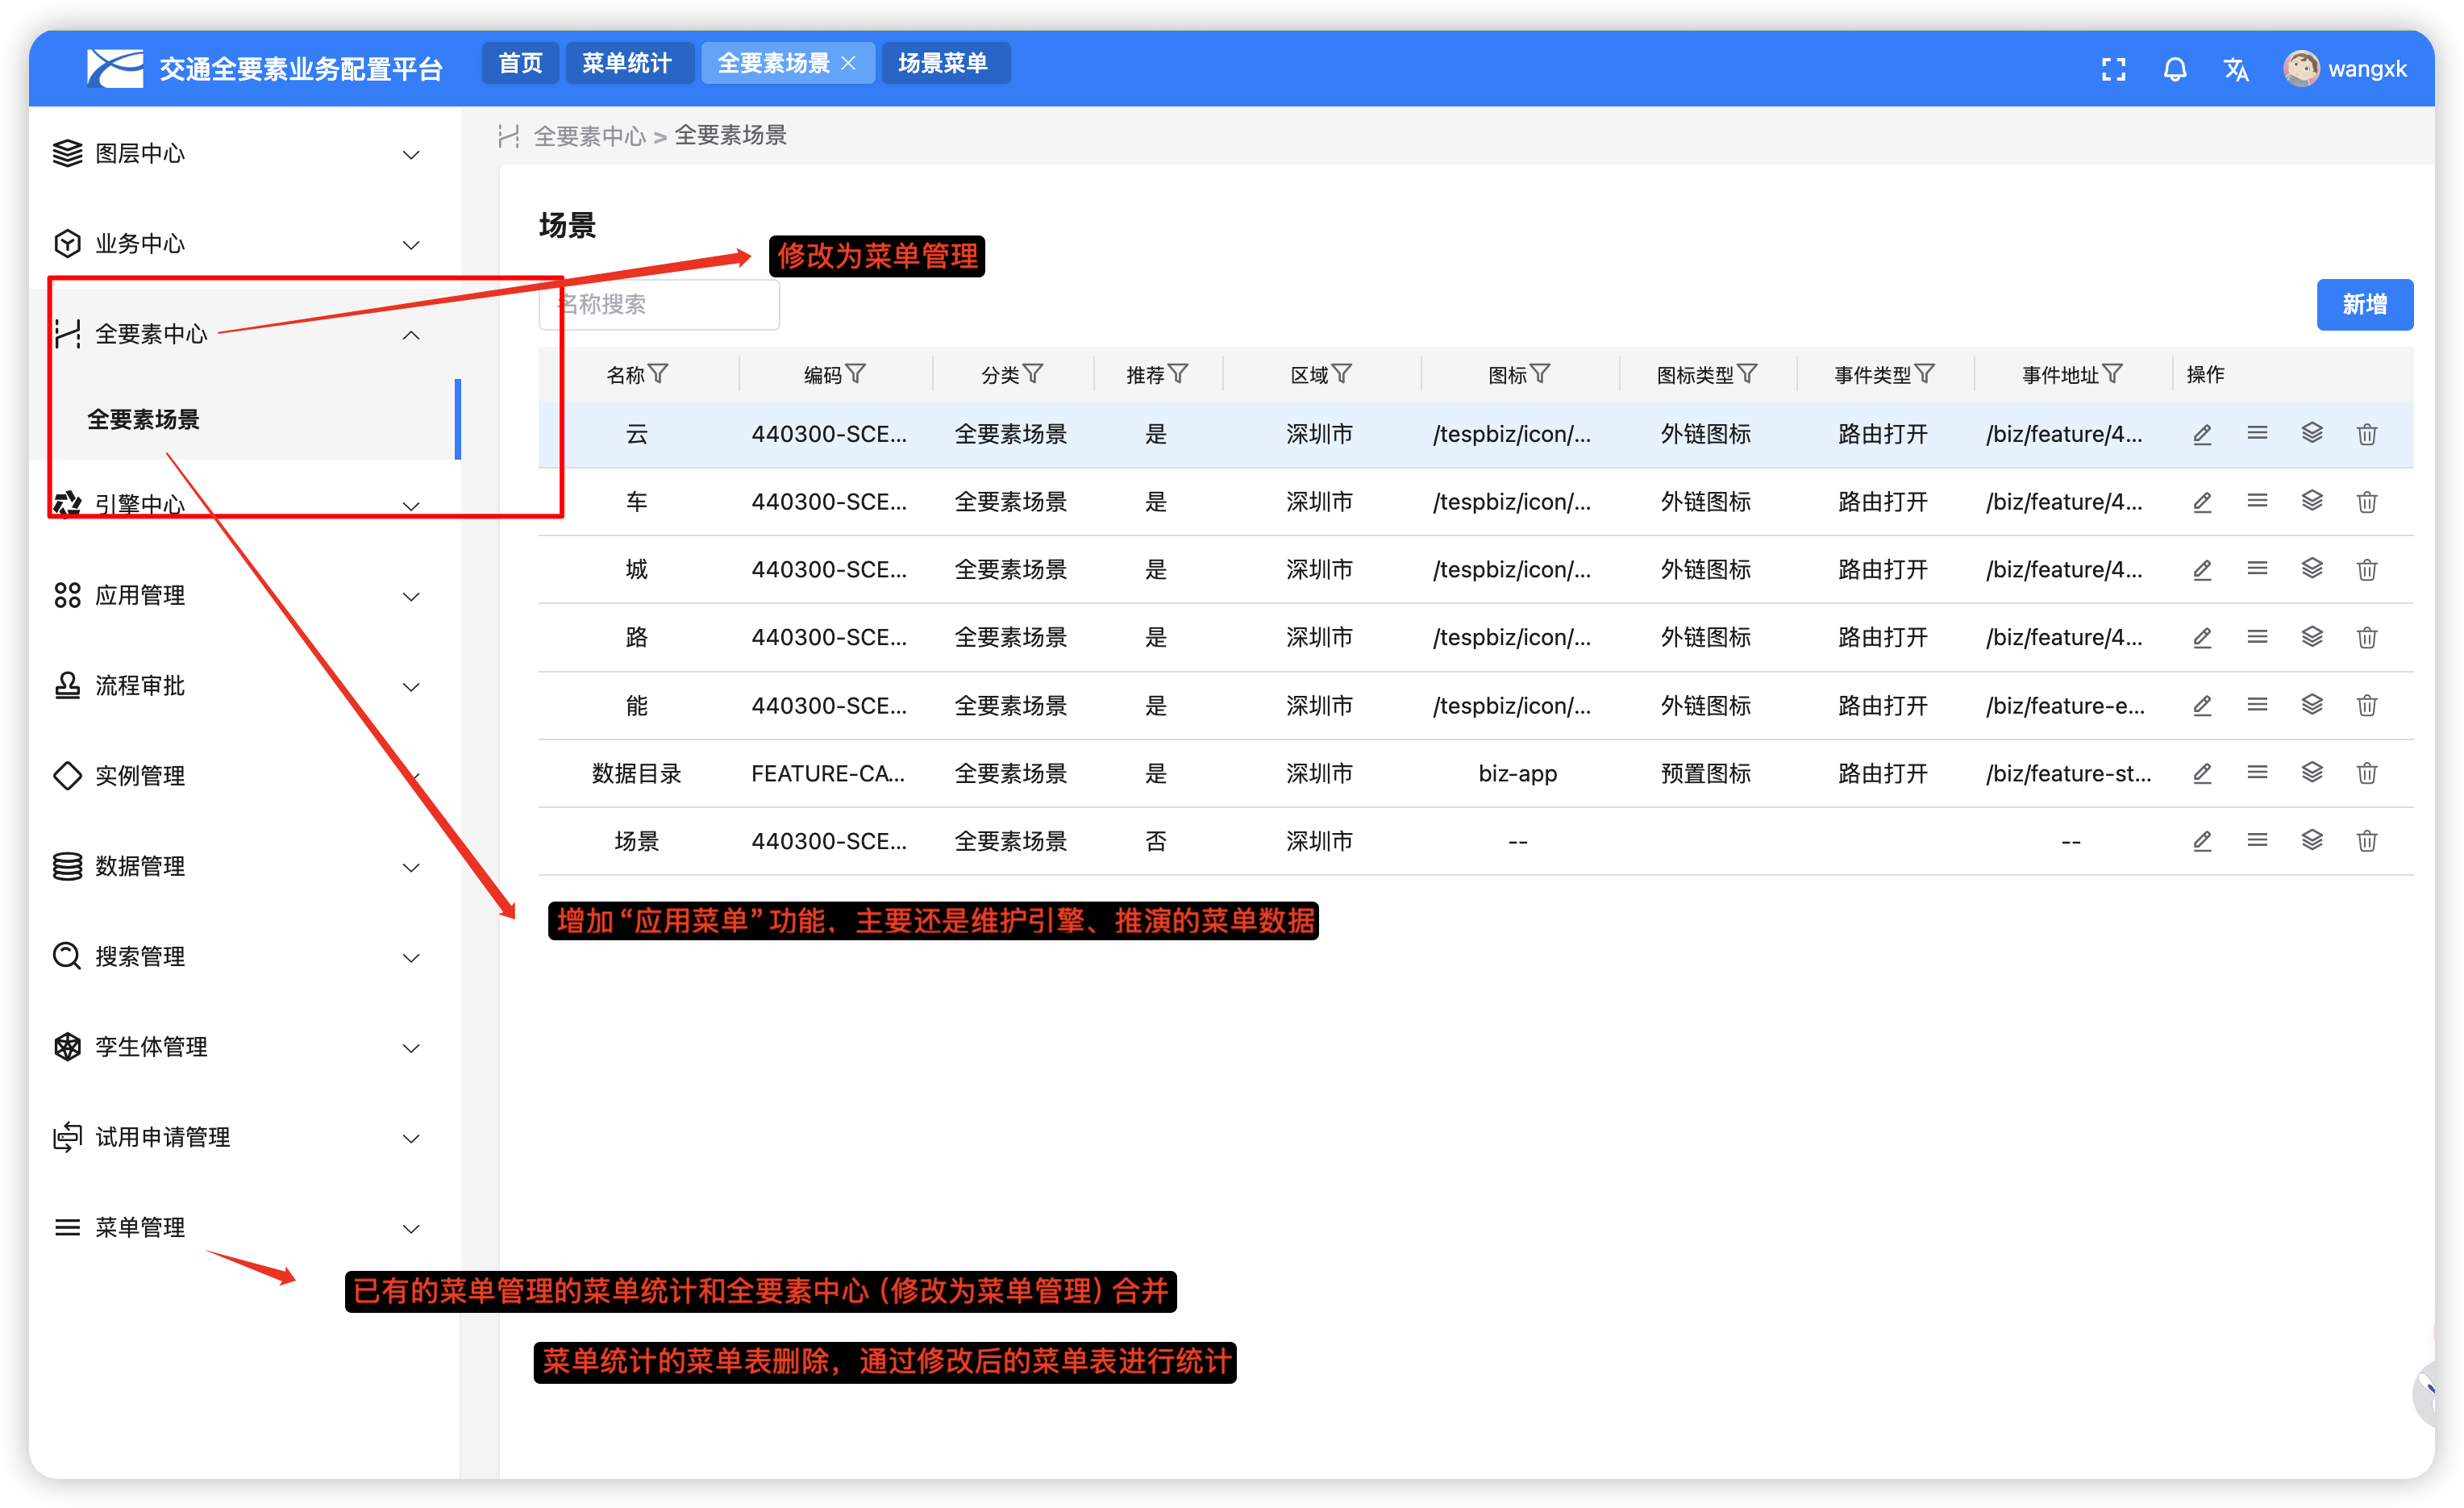 交通全要素业务配置平台 首页 菜单统计 全要素场景 场景菜单 wangxk
全要素中心 > 全要素场景
图层中心
业务中心
全要素中心
全要素场景
引擎中心
应用管理
流程审批
实例管理
数据管理
搜索管理
孪生体管理
试用申请管理
菜单管理
场景
修改为菜单管理
名称搜索 新增
名称 编码 分类 推荐 区域 图标 图标类型 事件类型 事件地址 操作
云 440300-SCE... 全要素场景 是 深圳市 /tespbiz/icon/... 外链图标 路由打开 /biz/feature/4...
车 440300-SCE... 全要素场景 是 深圳市 /tespbiz/icon/... 外链图标 路由打开 /biz/feature/4...
城 440300-SCE... 全要素场景 是 深圳市 /tespbiz/icon/... 外链图标 路由打开 /biz/feature/4...
路 440300-SCE... 全要素场景 是 深圳市 /tespbiz/icon/... 外链图标 路由打开 /biz/feature/4...
能 440300-SCE... 全要素场景 是 深圳市 /tespbiz/icon/... 外链图标 路由打开 /biz/feature-e...
数据目录 FEATURE-CA... 全要素场景 是 深圳市 biz-app 预置图标 路由打开 /biz/feature-st...
场景 440300-SCE... 全要素场景 否 深圳市 -- --
增加“应用菜单”功能，主要还是维护引擎、推演的菜单数据
已有的菜单管理的菜单统计和全要素中心（修改为菜单管理）合并
菜单统计的菜单表删除，通过修改后的菜单表进行统计